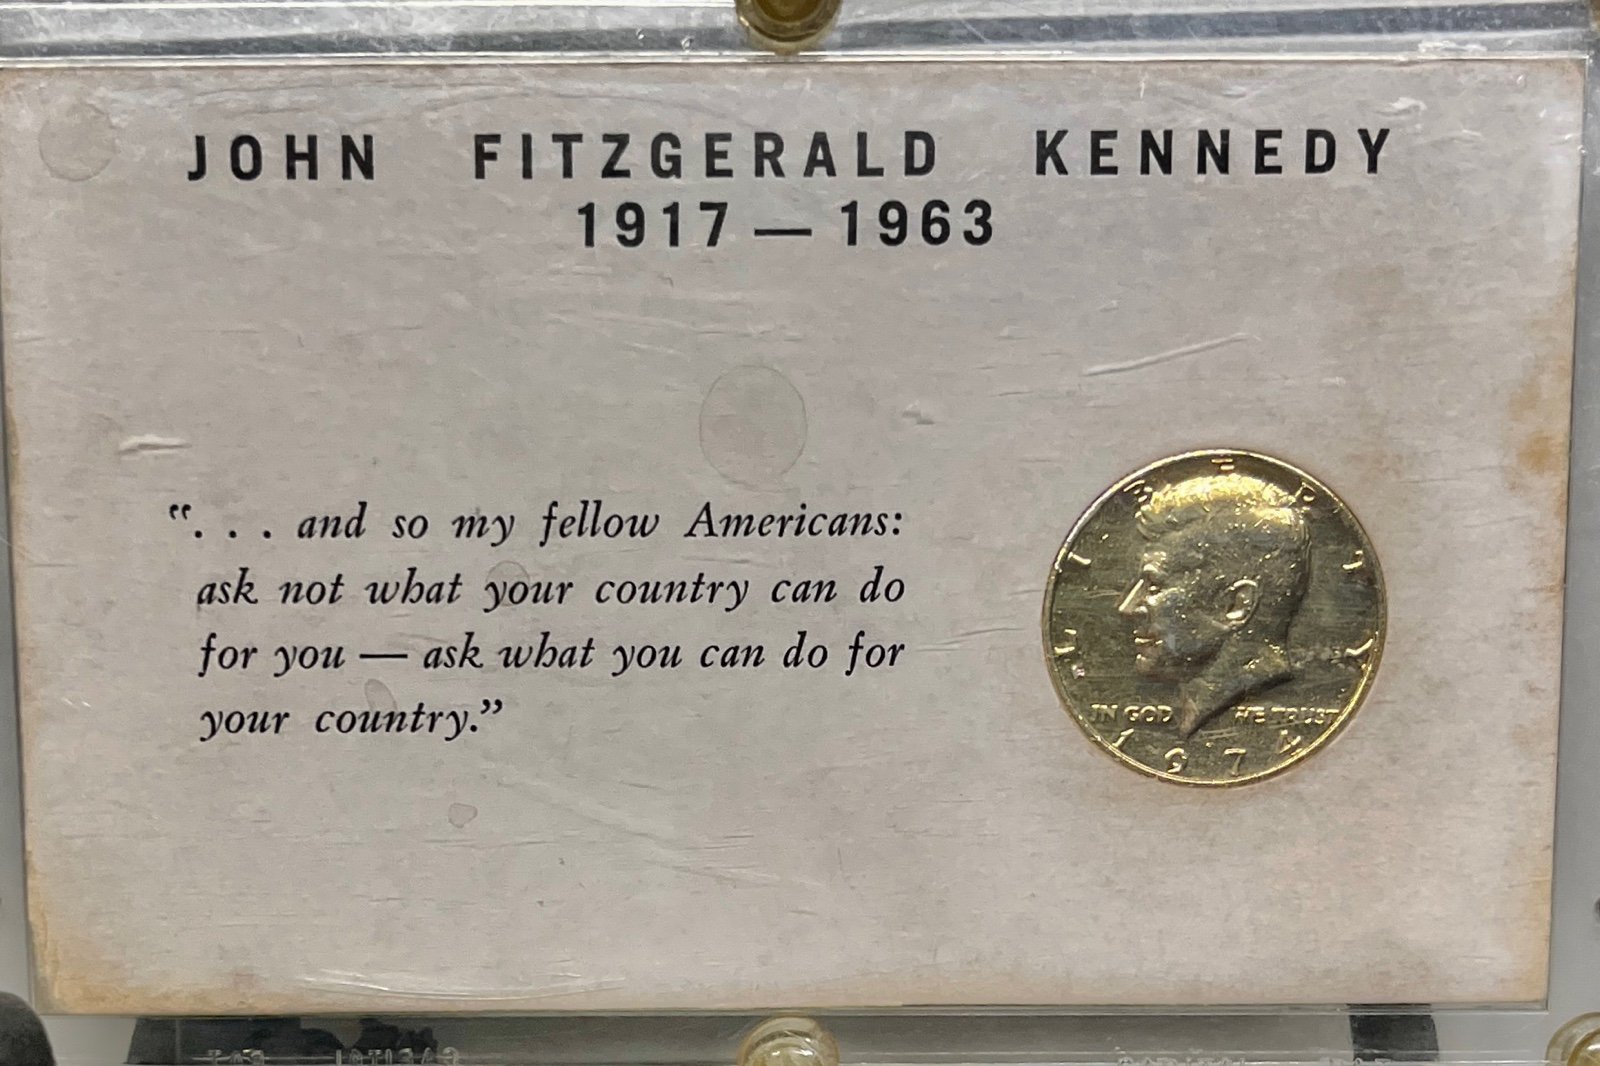 JOHN FITZGERALD KENNEDY
1917 — 1963
". . . and so my fellow Americans:
ask not what your country can do
for you — ask what you can do for
your country.”
LIBERTY
IN GOD WE TRUST
1974